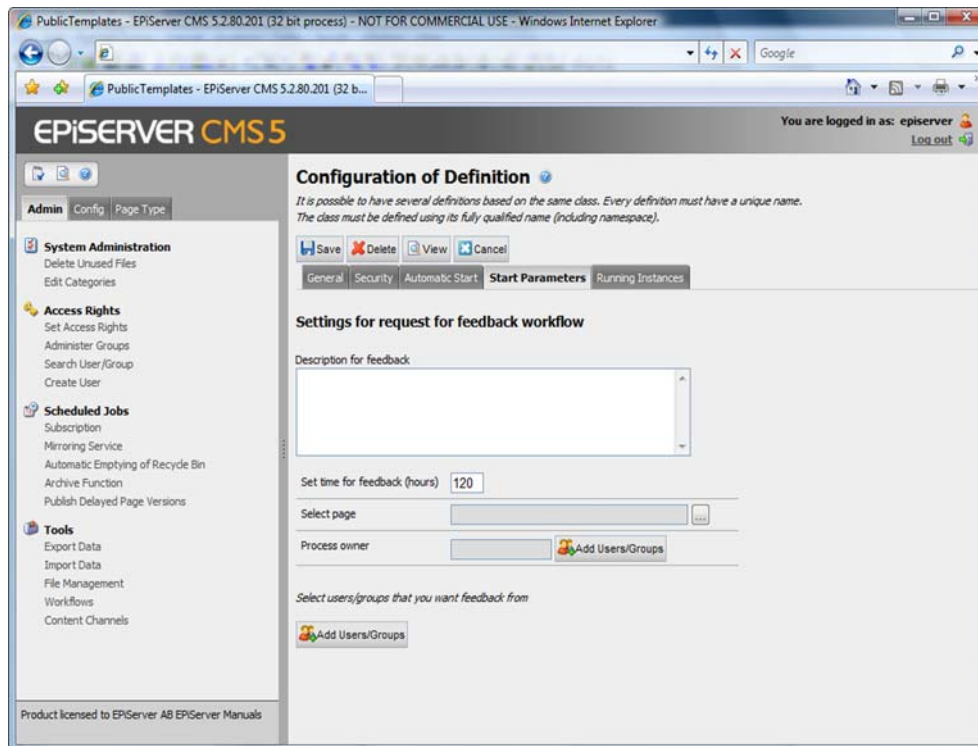 PublicTemplates - EPiServer CMS 5.2.80.201 (32 bit process) - NOT FOR COMMERCIAL USE - Windows Internet Explorer
Google
PublicTemplates - EPiServer CMS 5.2.80.201 (32 b...
EPiSERVER CMS 5
You are logged in as: episerver
Log out
Admin Config Page Type
System Administration
Delete Unused Files
Edit Categories
Access Rights
Set Access Rights
Administer Groups
Search User/Group
Create User
Scheduled Jobs
Subscription
Mirroring Service
Automatic Emptying of Recycle Bin
Archive Function
Publish Delayed Page Versions
Tools
Export Data
Import Data
File Management
Workflows
Content Channels
Product licensed to EPiServer AB EPiServer Manuals
Configuration of Definition
It is possible to have several definitions based on the same class. Every definition must have a unique name.
The class must be defined using its fully qualified name (including namespace).
Save Delete View Cancel
General Security Automatic Start Start Parameters Running Instances
Settings for request for feedback workflow
Description for feedback
Set time for feedback (hours) 120
Select page ...
Process owner Add Users/Groups
Select users/groups that you want feedback from
Add Users/Groups